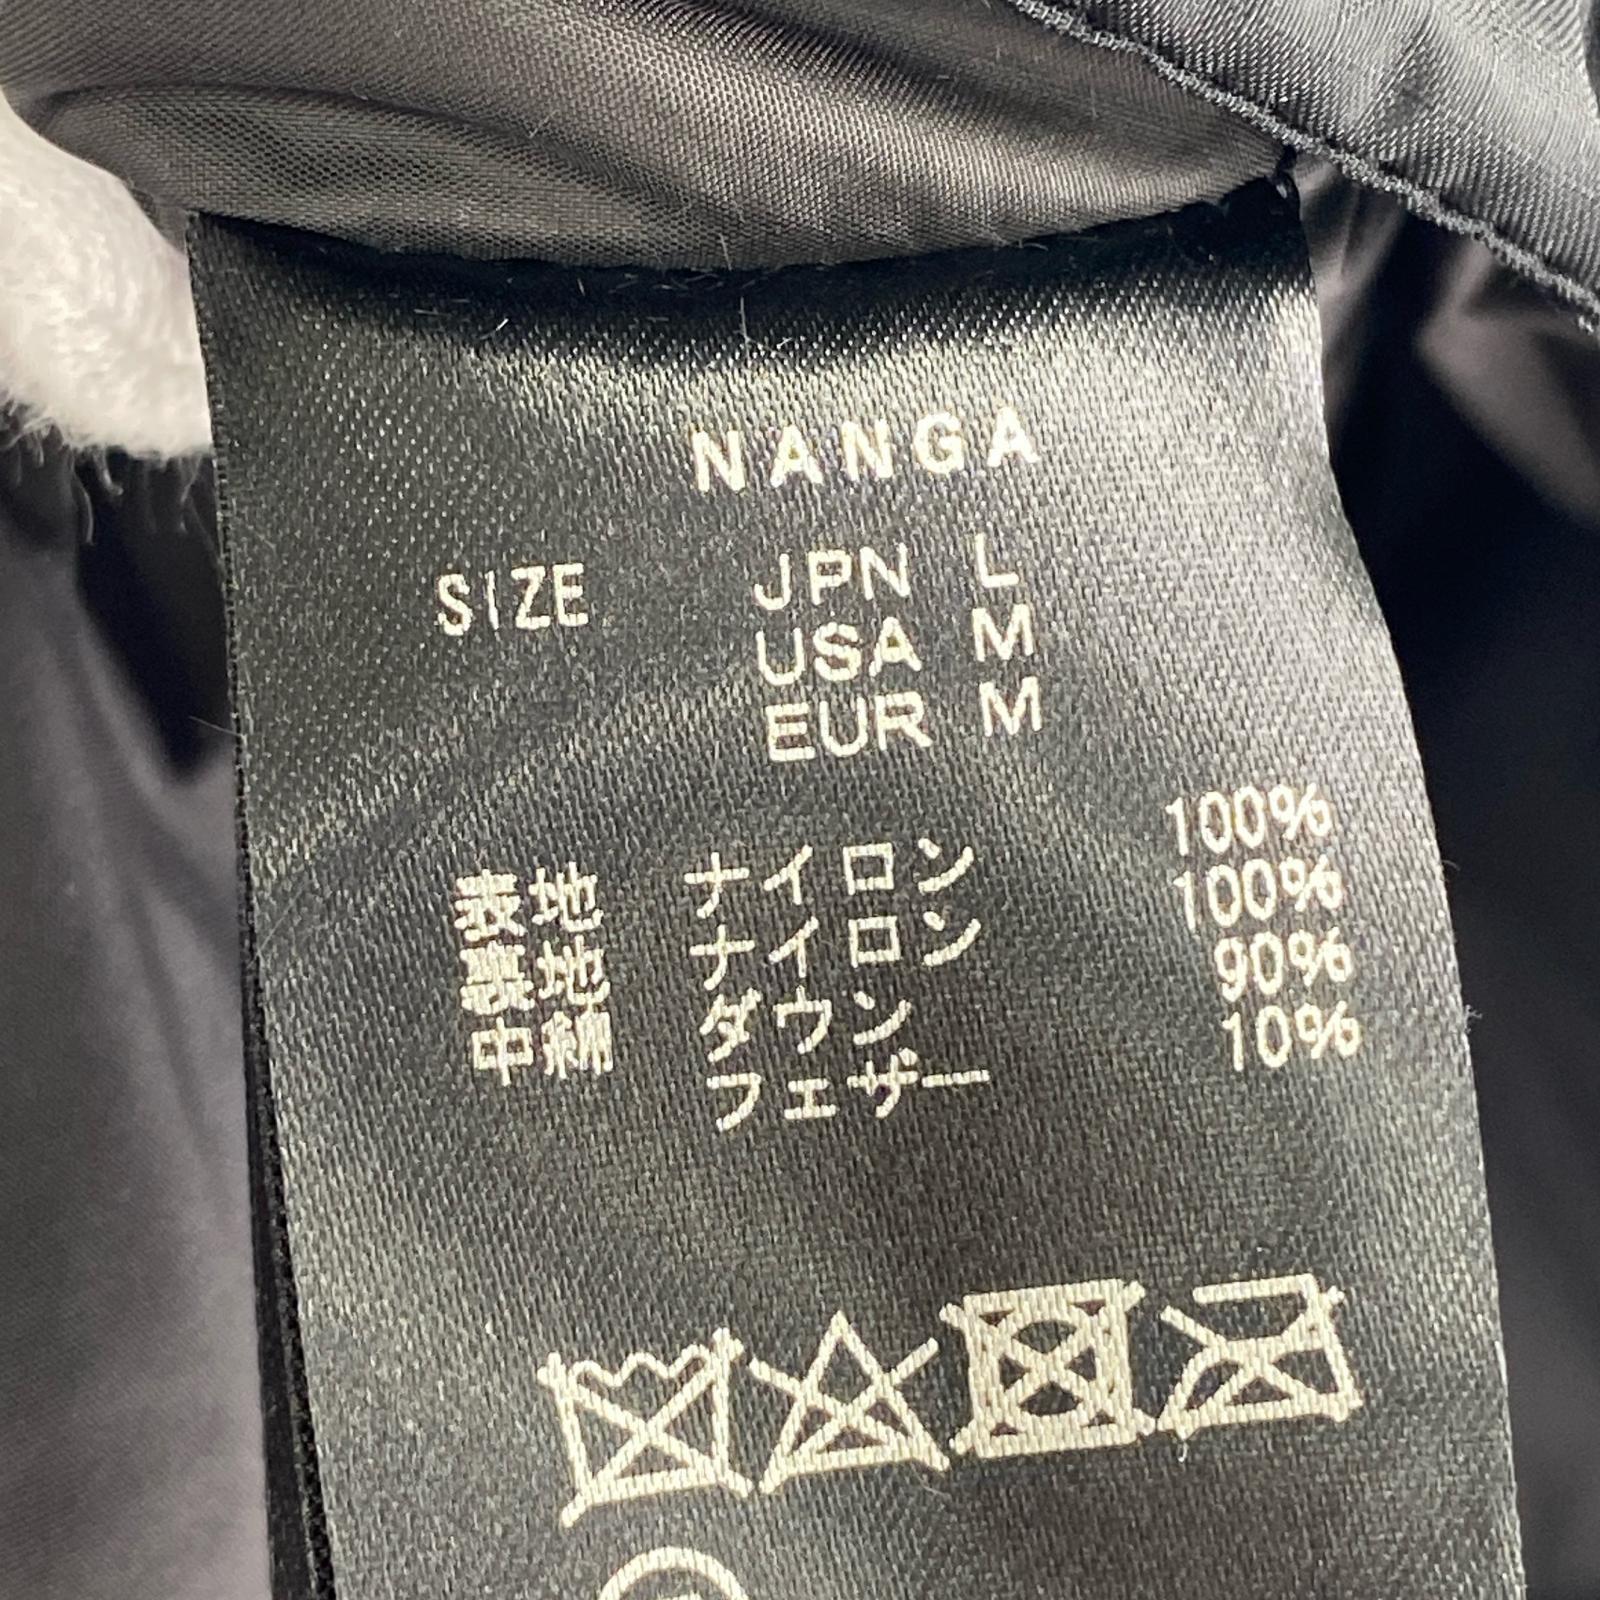 NANGA
SIZE JPN L
USA M
EUR M
表地 ナイロン 100%
裏地 ナイロン 100%
中綿 ダウン 90%
フェザー 10%